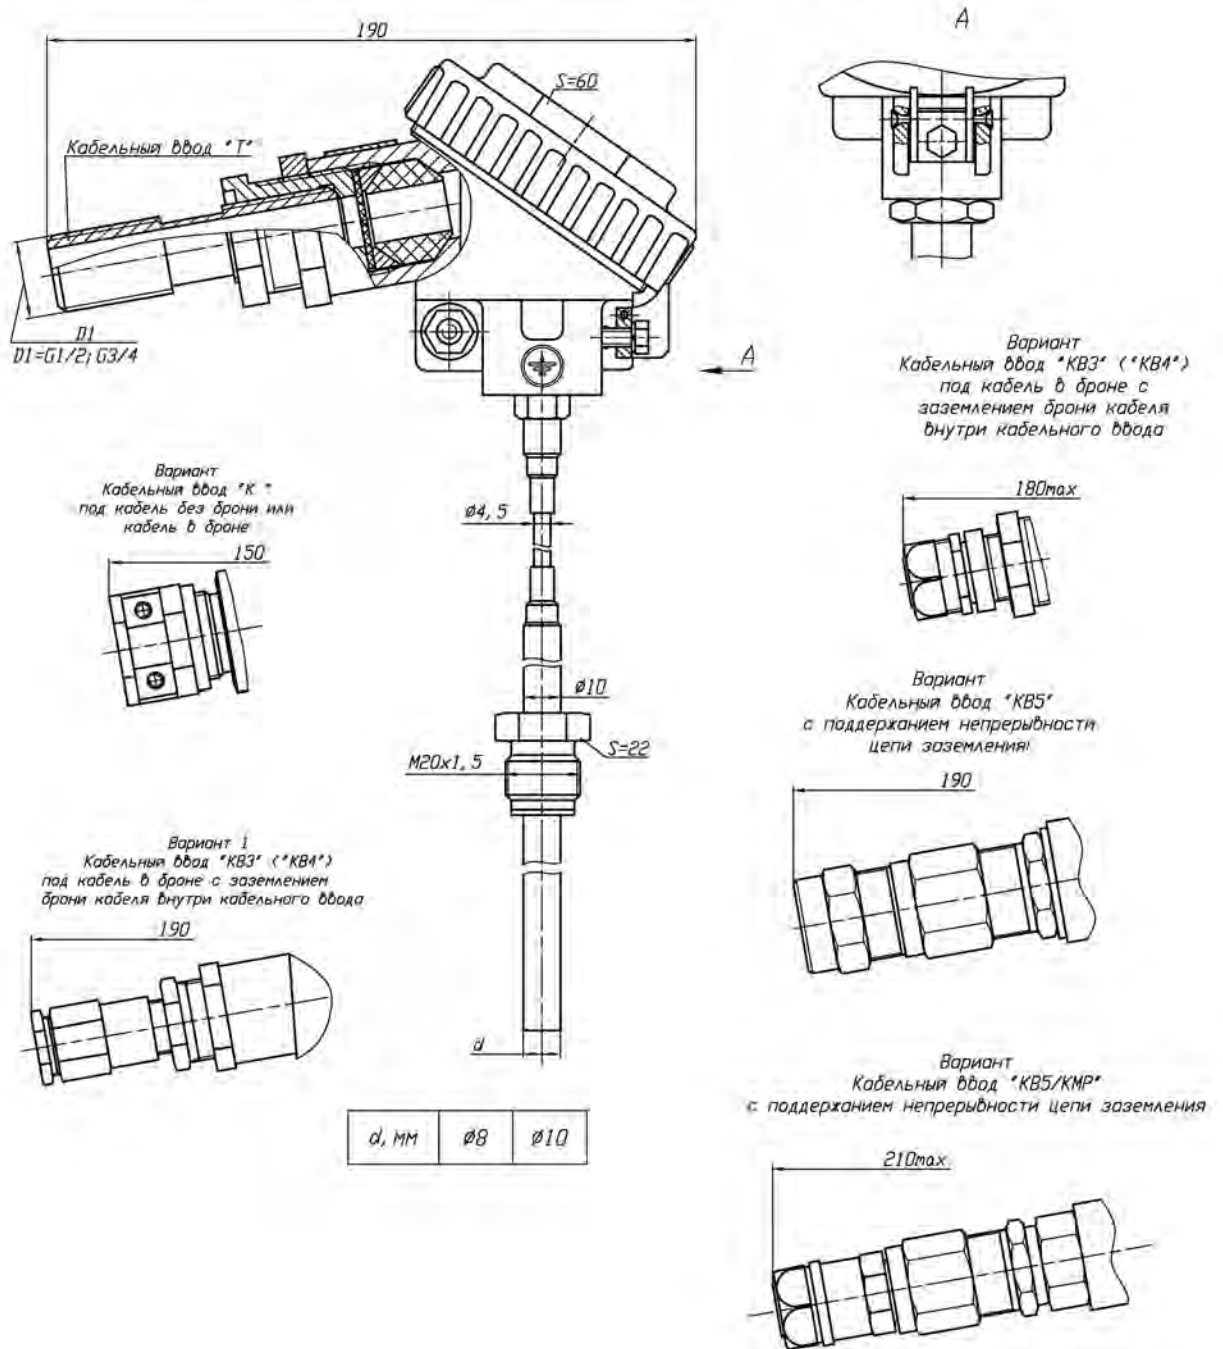 190
A
S=60
Кабельный ввод "Т"
D1
D1=G1/2; G3/4
A
Вариант
Кабельный ввод "КВ3" ("КВ4")
под кабель в броне с
заземлением брони кабеля
внутри кабельного ввода
180max
Вариант
Кабельный ввод "К "
под кабель без брони или
кабель в броне
150
ø4,5
ø10
S=22
M20x1,5
Вариант
Кабельный ввод "КВ5"
с поддержанием непрерывности
цепи заземления
190
Вариант 1
Кабельный ввод "КВ3" ("КВ4")
под кабель в броне с заземлением
брони кабеля внутри кабельного ввода
190
d
d, мм ø8 ø10
Вариант
Кабельный ввод "КВ5/КМР"
с поддержанием непрерывности цепи заземления
210max